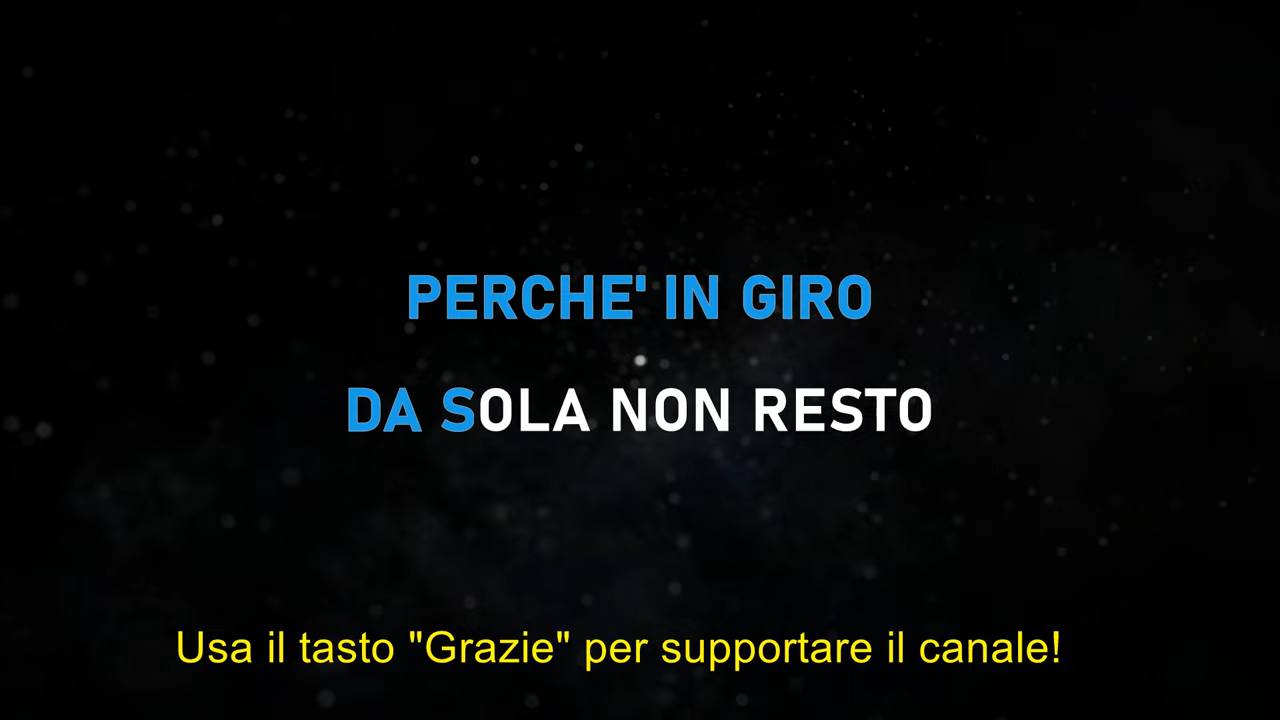 PERCHE' IN GIRO
DA SOLA NON RESTO
Usa il tasto "Grazie" per supportare il canale!